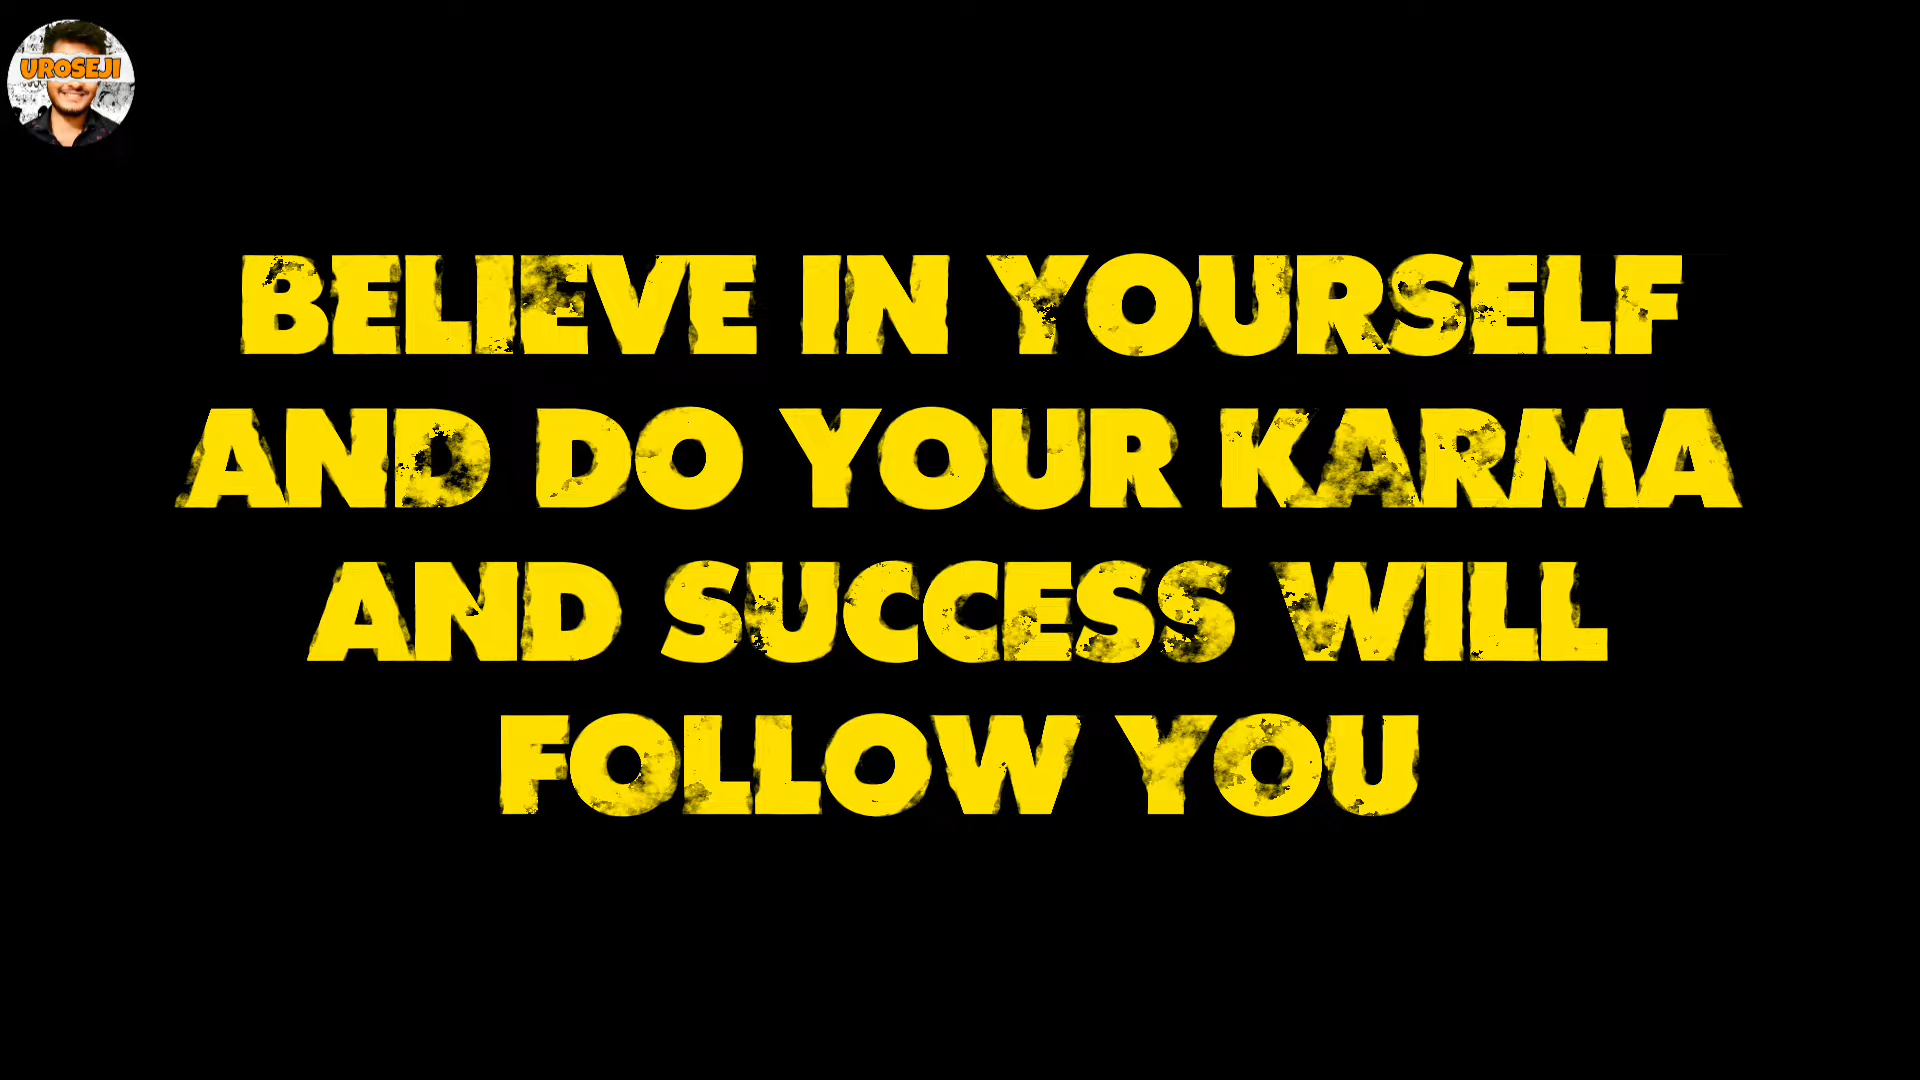 UROSEJI
BELIEVE IN YOURSELF
AND DO YOUR KARMA
AND SUCCESS WILL
FOLLOW YOU